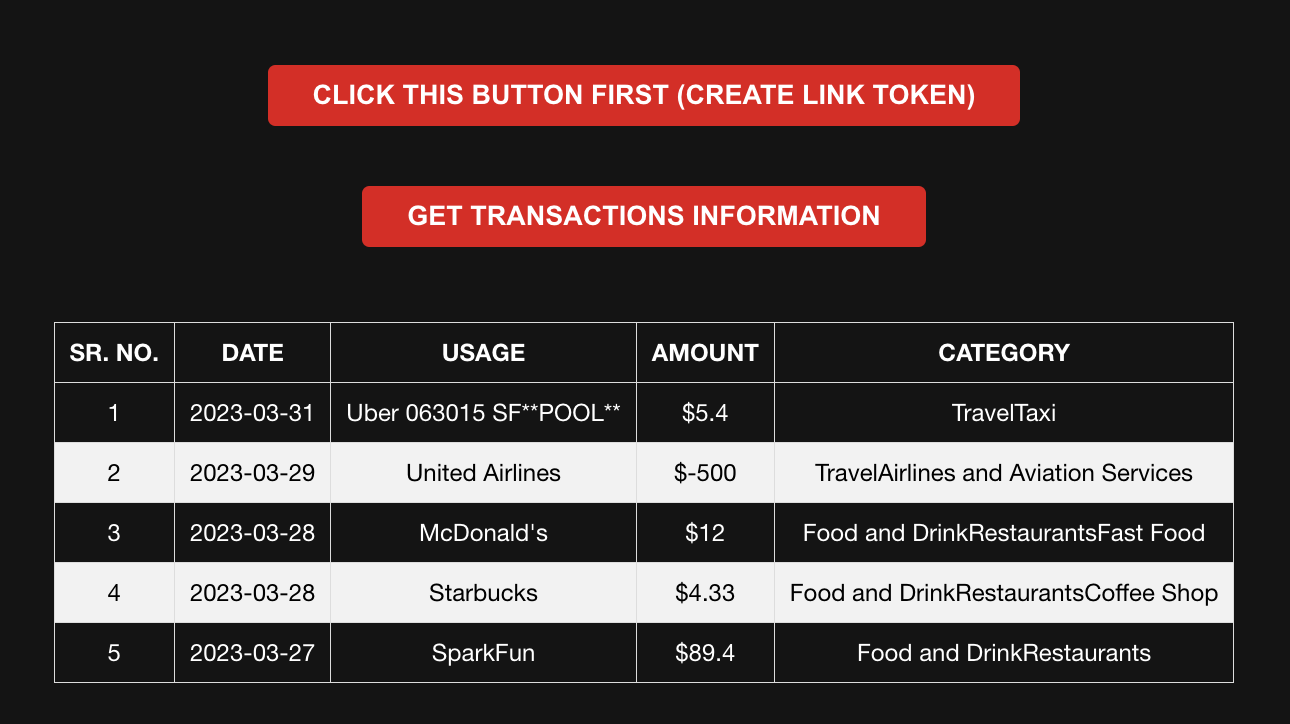 CLICK THIS BUTTON FIRST (CREATE LINK TOKEN)
GET TRANSACTIONS INFORMATION
SR. NO. DATE USAGE AMOUNT CATEGORY
1 2023-03-31 Uber 063015 SF**POOL** $5.4 TravelTaxi
2 2023-03-29 United Airlines $-500 TravelAirlines and Aviation Services
3 2023-03-28 McDonald's $12 Food and DrinkRestaurantsFast Food
4 2023-03-28 Starbucks $4.33 Food and DrinkRestaurantsCoffee Shop
5 2023-03-27 SparkFun $89.4 Food and DrinkRestaurants